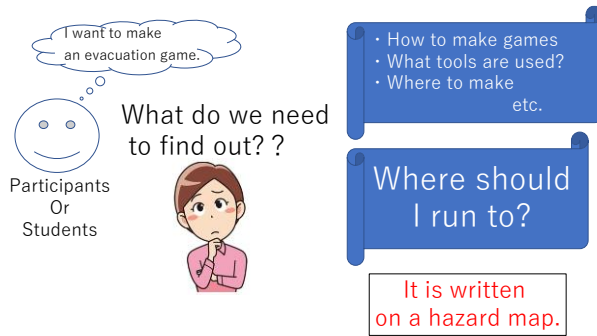 I want to make
an evacuation game.
Participants
Or
Students
What do we need
to find out??
・How to make games
・What tools are used?
・Where to make
etc.
Where should
I run to?
It is written
on a hazard map.